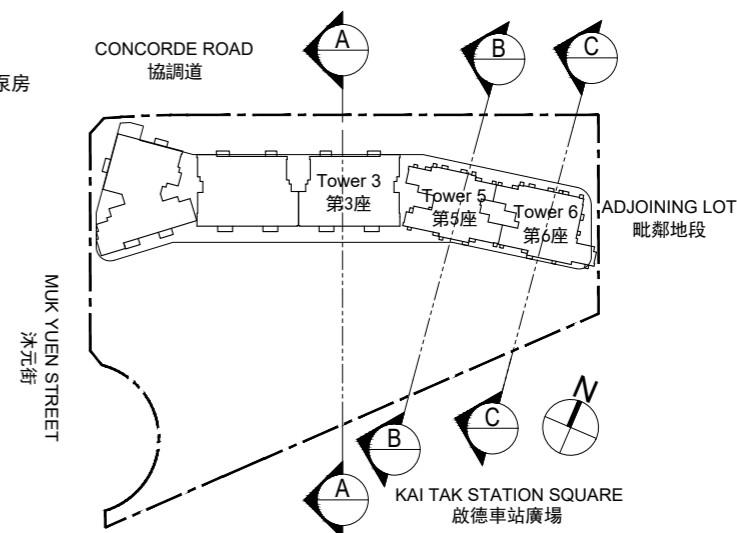 CONCORDE ROAD
協調道
泵房
A
B
C
Tower 3
第3座
Tower 5
第5座
Tower 6
第6座
ADJOINING LOT
毗鄰地段
MUK YUEN STREET
沐元街
N
C
B
A
KAI TAK STATION SQUARE
啟德車站廣場